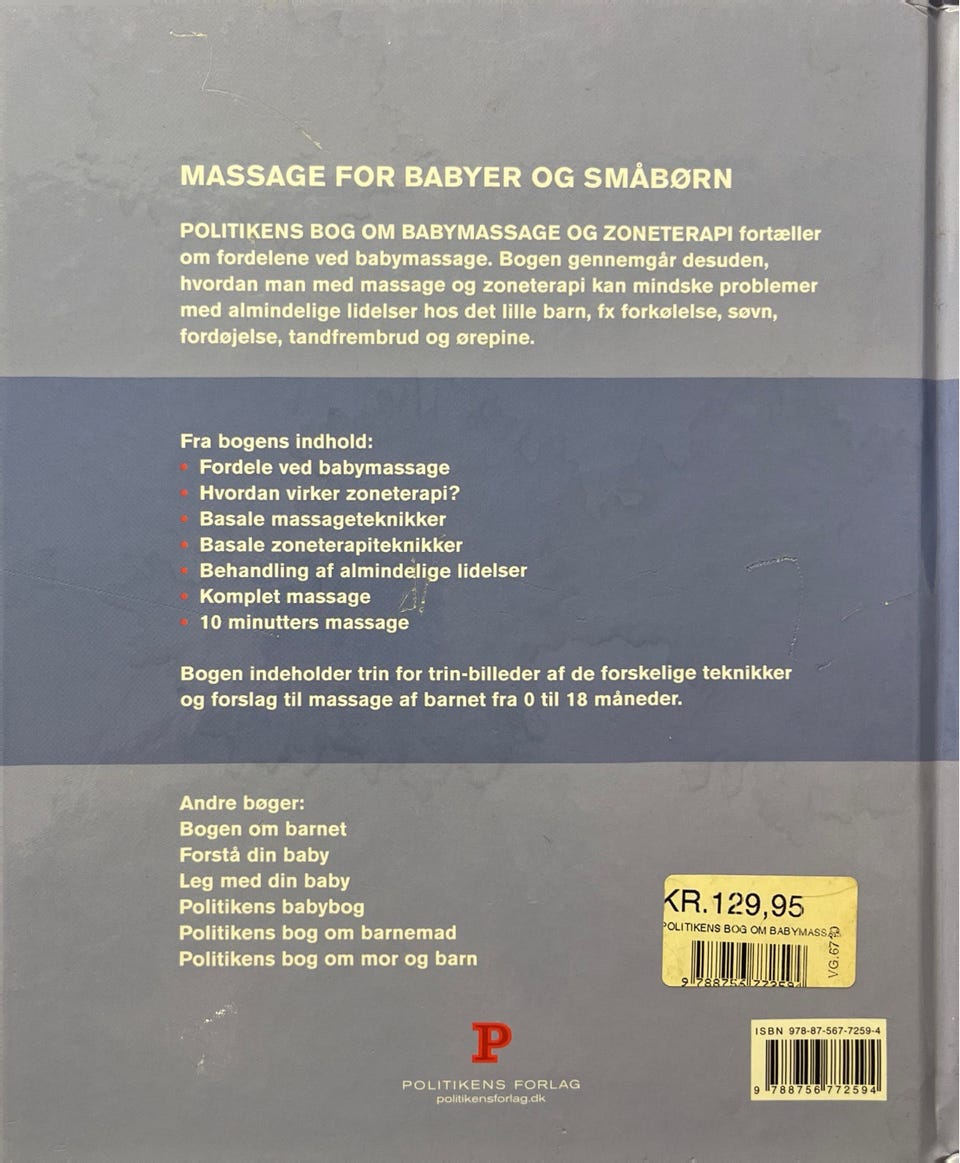 MASSAGE FOR BABYER OG SMÅBØRN
POLITIKENS BOG OM BABYMASSAGE OG ZONETERAPI fortæller
om fordelene ved babymassage. Bogen gennemgår desuden,
hvordan man med massage og zoneterapi kan mindske problemer
med almindelige lidelser hos det lille barn, fx forkølelse, søvn,
fordøjelse, tandfrembrud og ørepine.
Fra bogens indhold:
• Fordele ved babymassage
• Hvordan virker zoneterapi?
• Basale massageteknikker
• Basale zoneterapiteknikker
• Behandling af almindelige lidelser
• Komplet massage
• 10 minutters massage
Bogen indeholder trin for trin-billeder af de forskelige teknikker
og forslag til massage af barnet fra 0 til 18 måneder.
Andre bøger:
Bogen om barnet
Forstå din baby
Leg med din baby
Politikens babybog
Politikens bog om barnemad
Politikens bog om mor og barn
KR.129,95
POLITIKENS BOG OM BABYMASSA
9 788756 772594
P
POLITIKENS FORLAG
politikensforlag.dk
ISBN 978-87-567-7259-4
9 788756 772594